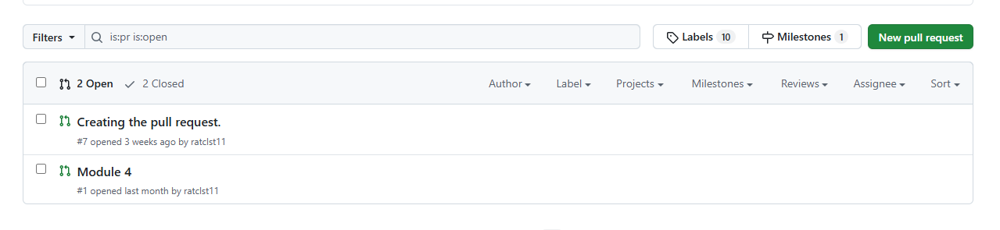 Filters is:pr is:open Labels 10 Milestones 1 New pull request
2 Open 2 Closed Author Label Projects Milestones Reviews Assignee Sort
Creating the pull request.
#7 opened 3 weeks ago by ratclst11
Module 4
#1 opened last month by ratclst11